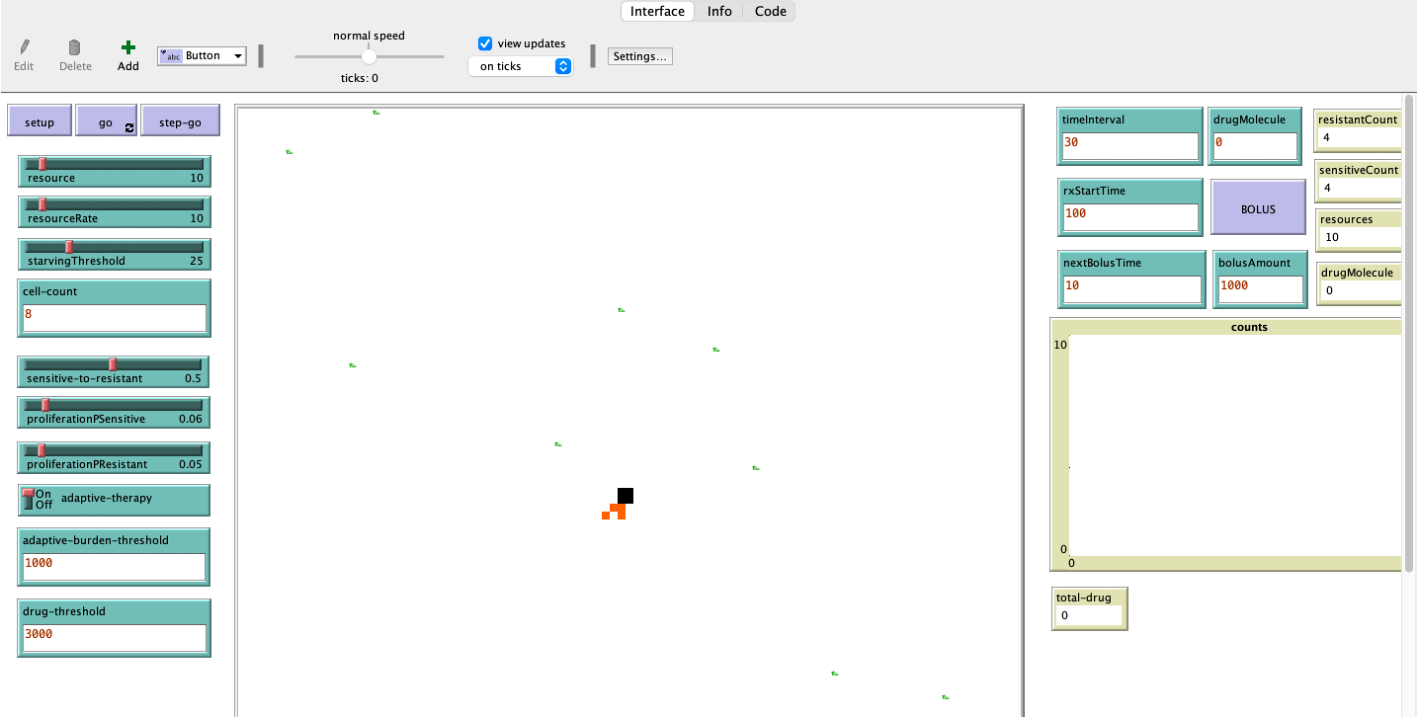 Interface Info Code
Edit Delete Add abc Button
normal speed
ticks: 0
view updates
on ticks
Settings...
setup go step-go
resource 10
resourceRate 10
starvingThreshold 25
cell-count
8
sensitive-to-resistant 0.5
proliferationPSensitive 0.06
proliferationPResistant 0.05
On
Off
adaptive-therapy
adaptive-burden-threshold
1000
drug-threshold
3000
timeInterval
30
drugMolecule
0
resistantCount
4
sensitiveCount
4
rxStartTime
100
BOLUS
resources
10
nextBolusTime
10
bolusAmount
1000
drugMolecule
0
counts
10
0
0
total-drug
0